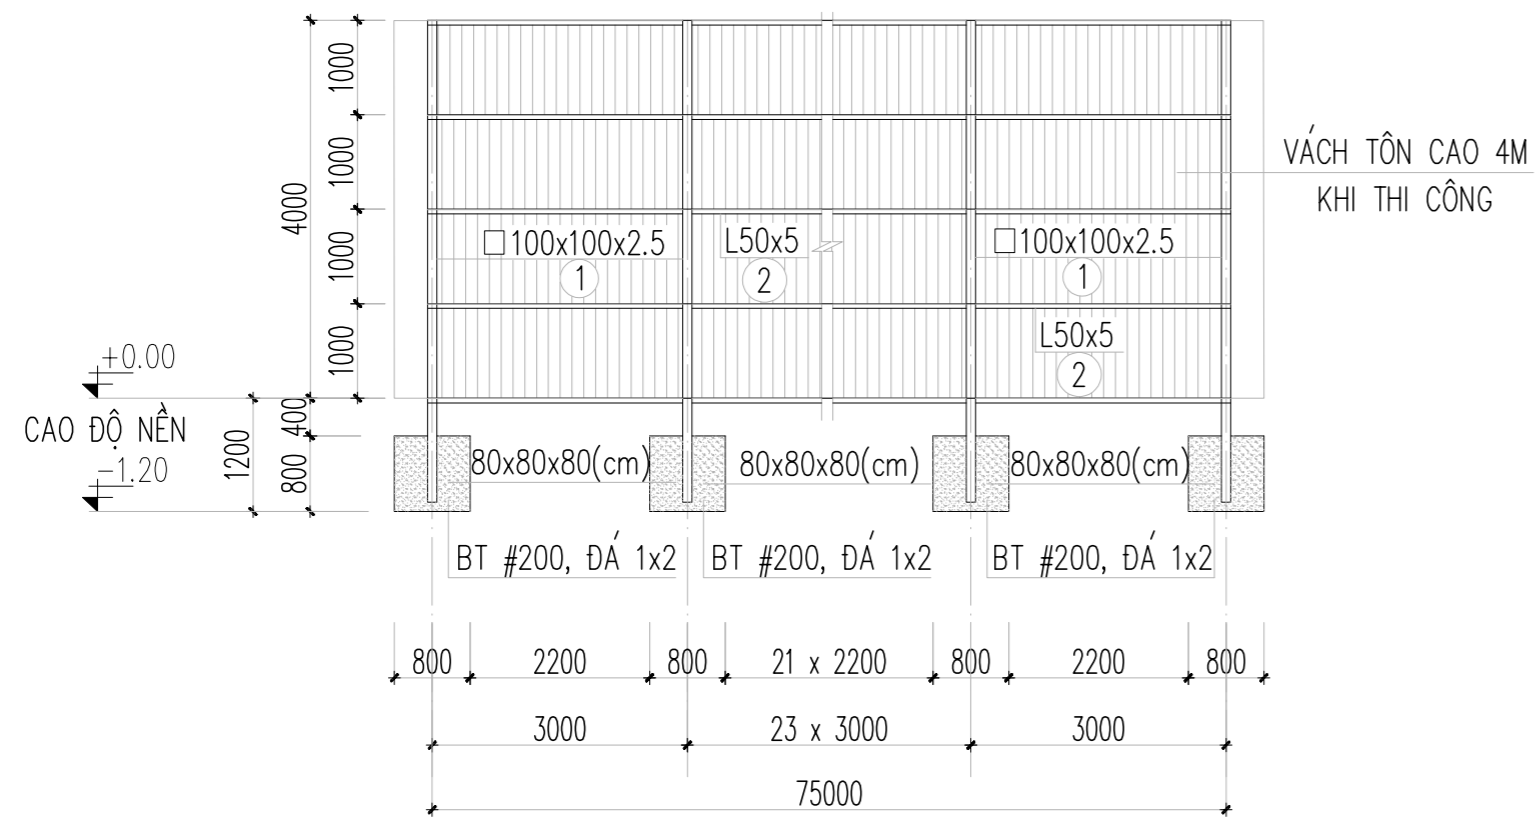 1000
1000
4000
1000
1000
VÁCH TÔN CAO 4M
KHI THI CÔNG
□100x100x2.5
1
L50x5
2
□100x100x2.5
1
L50x5
2
+0.00
CAO ĐỘ NỀN
-1.20
1200
400
800
80x80x80(cm)
80x80x80(cm)
80x80x80(cm)
BT #200, ĐÁ 1x2
BT #200, ĐÁ 1x2
BT #200, ĐÁ 1x2
800 2200 800 21 x 2200 800 2200 800
3000 23 x 3000 3000
75000